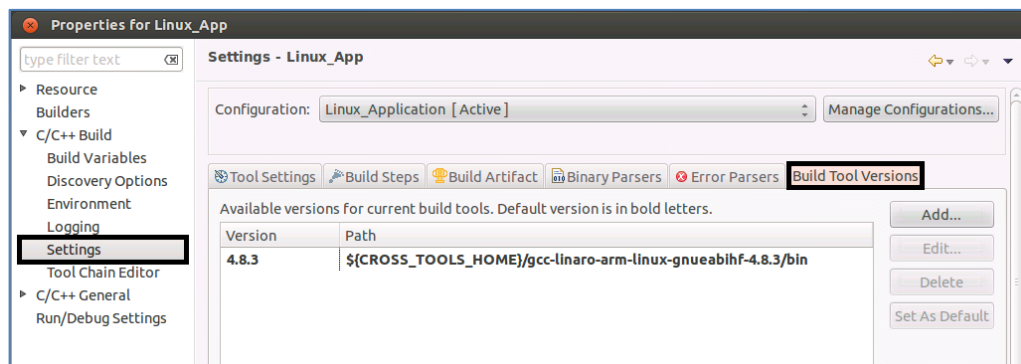 Properties for Linux_App
type filter text
Settings - Linux_App
Resource
Builders
C/C++ Build
Build Variables
Discovery Options
Environment
Logging
Settings
Tool Chain Editor
C/C++ General
Run/Debug Settings
Configuration: Linux_Application [ Active ] Manage Configurations...
Tool Settings Build Steps Build Artifact Binary Parsers Error Parsers Build Tool Versions
Available versions for current build tools. Default version is in bold letters.
Version Path
4.8.3 ${CROSS_TOOLS_HOME}/gcc-linaro-arm-linux-gnueabihf-4.8.3/bin
Add...
Edit...
Delete
Set As Default